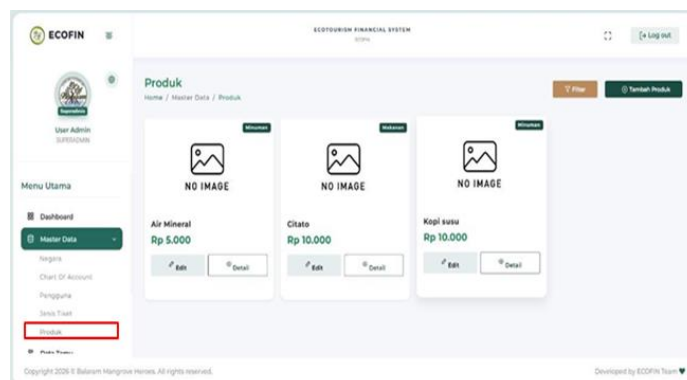 ECOFIN
ECOTOURISM FINANCIAL SYSTEM
ECOFIN
Log out
Superadmin
User Admin
SUPERADMIN
Menu Utama
Dashboard
Master Data
Negara
Chart Of Account
Pengguna
Jenis Tiket
Produk
Data Tamu
Produk
Home / Master Data / Produk
Filter
Tambah Produk
Minuman
NO IMAGE
Air Mineral
Rp 5.000
Edit
Detail
Makanan
NO IMAGE
Citato
Rp 10.000
Edit
Detail
Minuman
NO IMAGE
Kopi susu
Rp 10.000
Edit
Detail
Copyright 2026 © Balaram Mangrove Heroes. All rights reserved.
Developed by ECOFIN Team